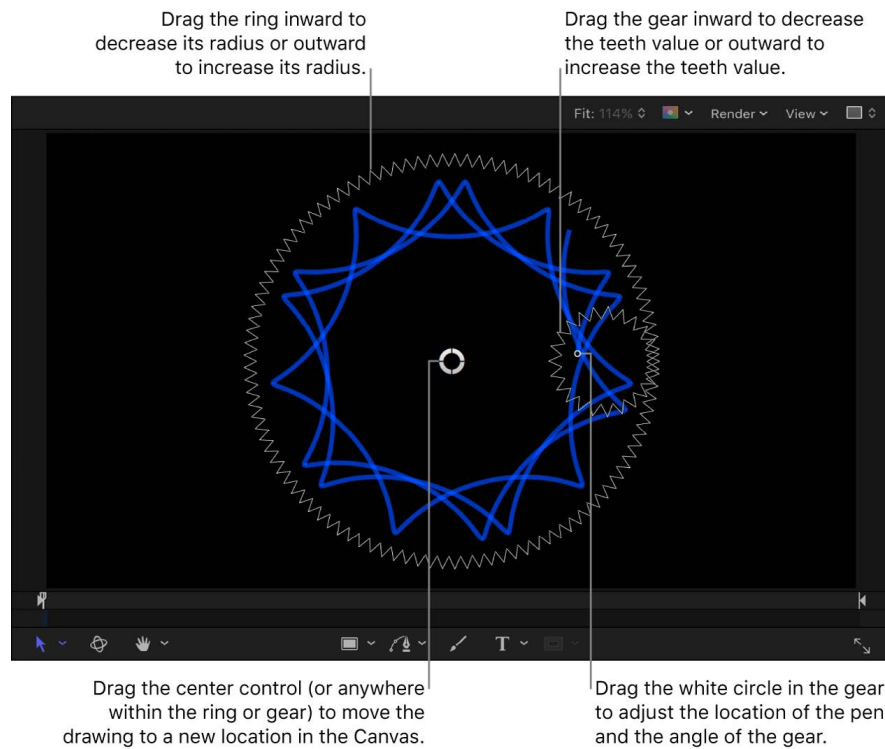 Drag the ring inward to
decrease its radius or outward
to increase its radius.
Drag the gear inward to decrease
the teeth value or outward to
increase the teeth value.
Fit: 114% Render View
T
Drag the center control (or anywhere
within the ring or gear) to move the
drawing to a new location in the Canvas.
Drag the white circle in the gear
to adjust the location of the pen
and the angle of the gear.